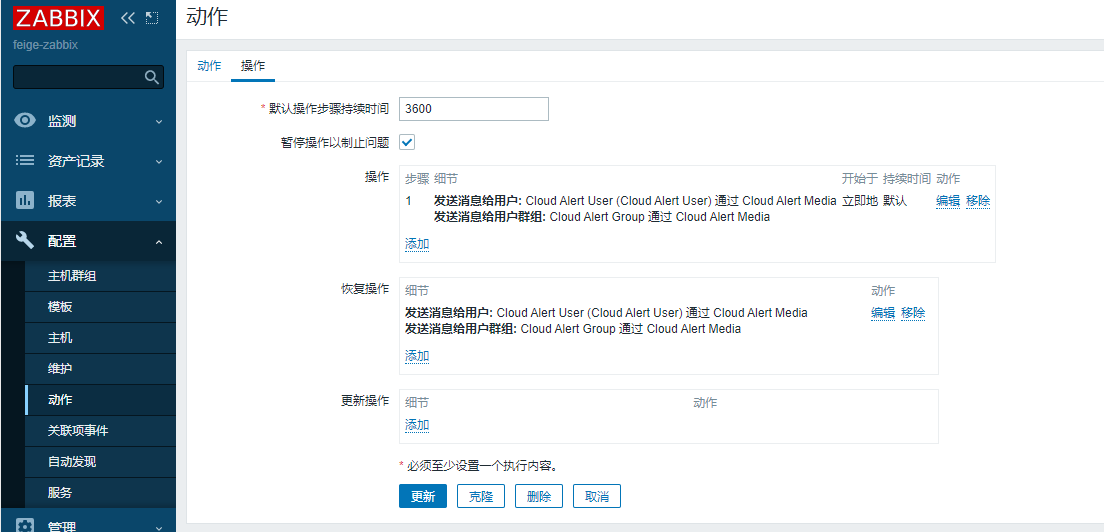 ZABBIX
feige-zabbix
监测
资产记录
报表
配置
主机群组
模板
主机
维护
动作
关联项事件
自动发现
服务
管理
动作
动作 操作
* 默认操作步骤持续时间 3600
暂停操作以制止问题
操作 步骤 细节 开始于 持续时间 动作
1 发送消息给用户: Cloud Alert User (Cloud Alert User) 通过 Cloud Alert Media 立即地 默认 编辑 移除
发送消息给用户群组: Cloud Alert Group 通过 Cloud Alert Media
添加
恢复操作 细节 动作
发送消息给用户: Cloud Alert User (Cloud Alert User) 通过 Cloud Alert Media 编辑 移除
发送消息给用户群组: Cloud Alert Group 通过 Cloud Alert Media
添加
更新操作 细节 动作
添加
* 必须至少设置一个执行内容。
更新 克隆 删除 取消